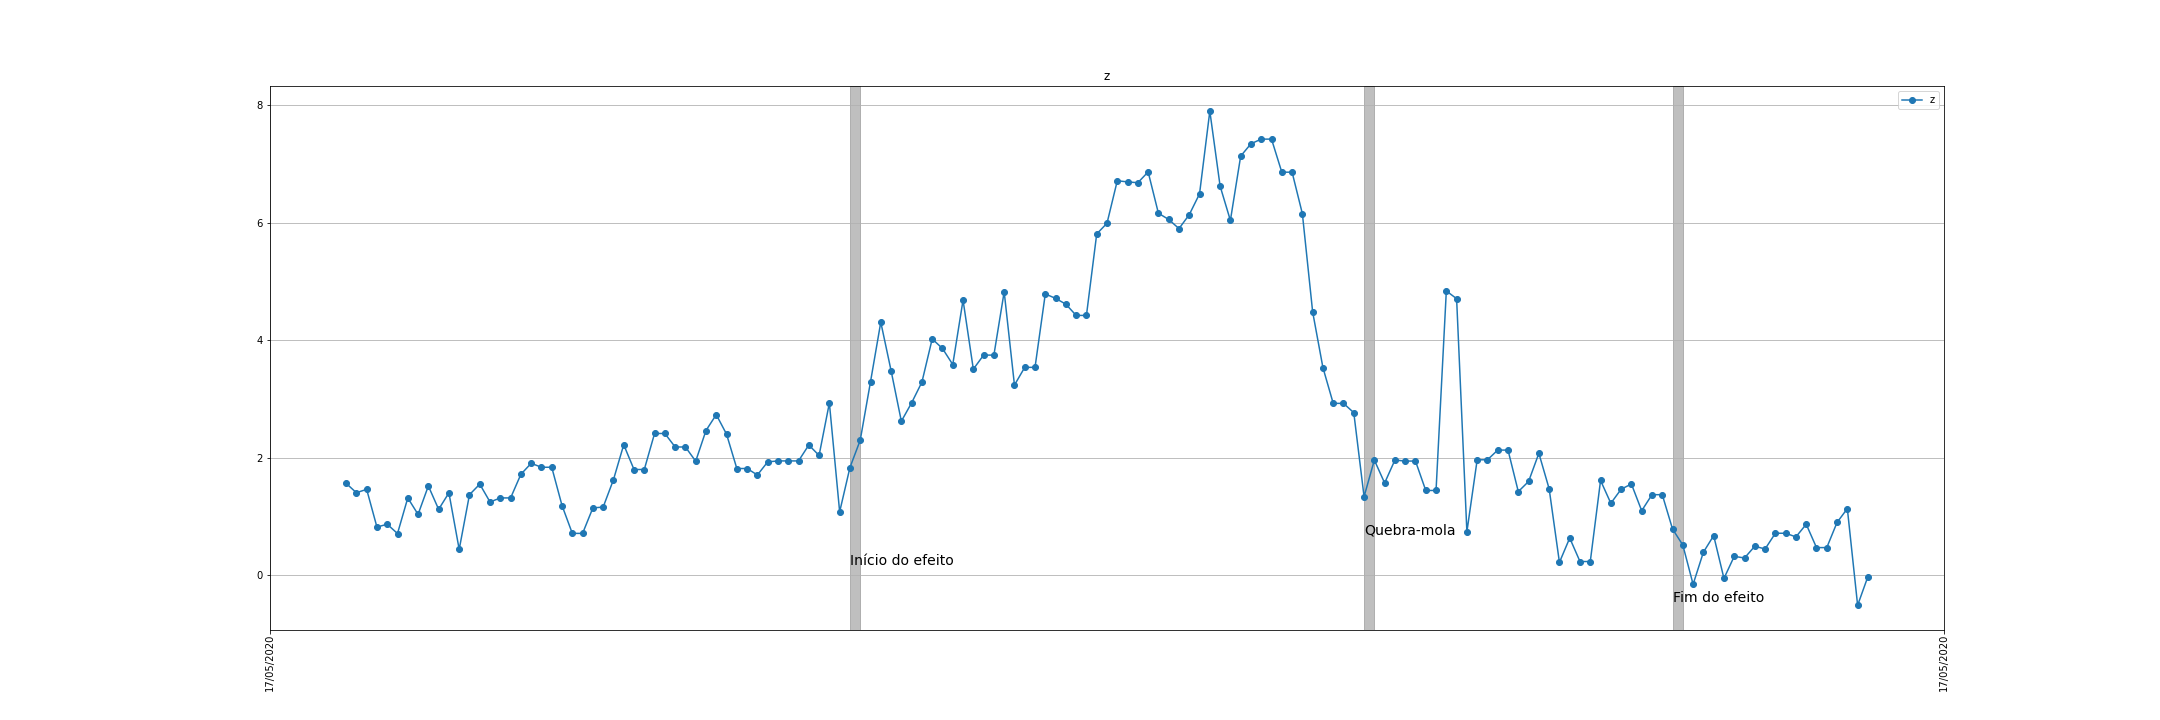 z
8
z
6
4
2
Quebra-mola
Início do efeito
0
Fim do efeito
17/05/2020
17/05/2020